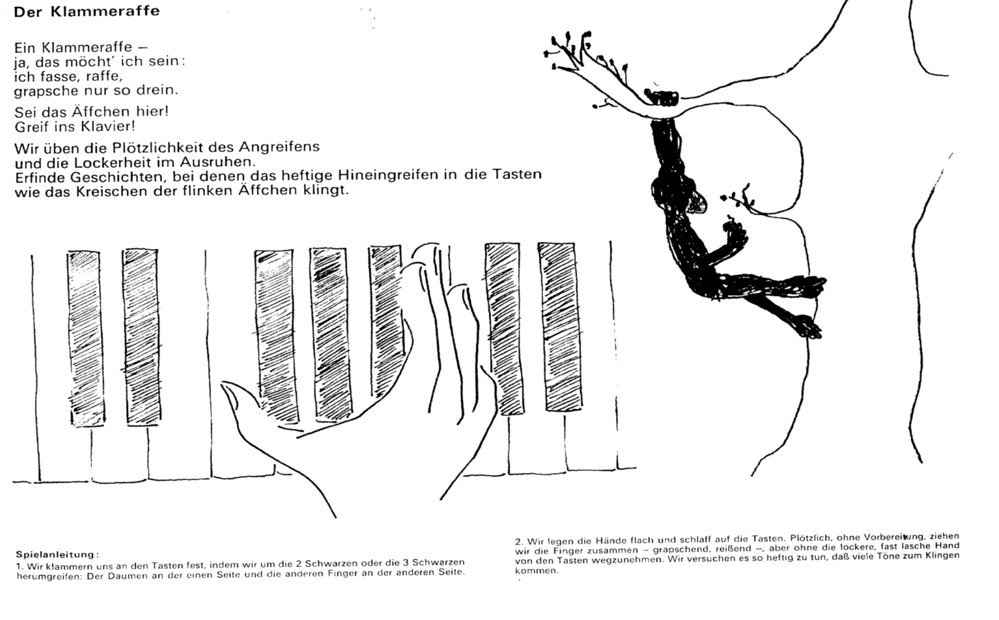 Der Klammeraffe
Ein Klammeraffe —
ja, das möcht' ich sein:
ich fasse, raffe,
grapsche nur so drein.
Sei das Äffchen hier!
Greif ins Klavier!
Wir üben die Plötzlichkeit des Angreifens
und die Lockerheit im Ausruhen.
Erfinde Geschichten, bei denen das heftige Hineingreifen in die Tasten
wie das Kreischen der flinken Äffchen klingt.
Spielanleitung:
1. Wir klammern uns an den Tasten fest, indem wir um die 2 Schwarzen oder die 3 Schwarzen
herumgreifen: Der Daumen an der einen Seite und die anderen Finger an der anderen Seite.
2. Wir legen die Hände flach und schlaff auf die Tasten. Plötzlich, ohne Vorbereitung, ziehen
wir die Finger zusammen — grapschend, reißend —, aber ohne die lockere, fast lasche Hand
von den Tasten wegzunehmen. Wir versuchen es so heftig zu tun, daß viele Töne zum Klingen
kommen.